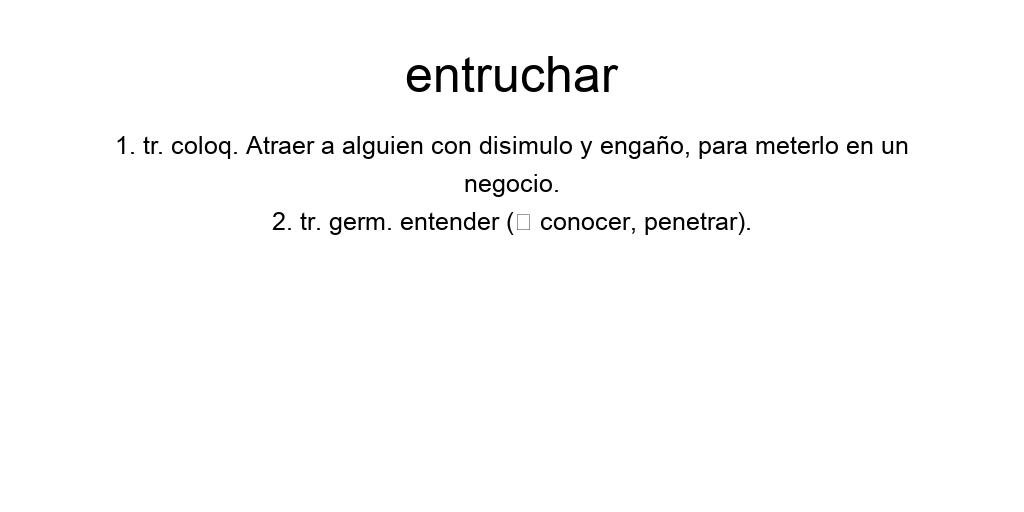 entruchar
1. tr. coloq. Atraer a alguien con disimulo y engaño, para meterlo en un
negocio.
2. tr. germ. entender (□ conocer, penetrar).